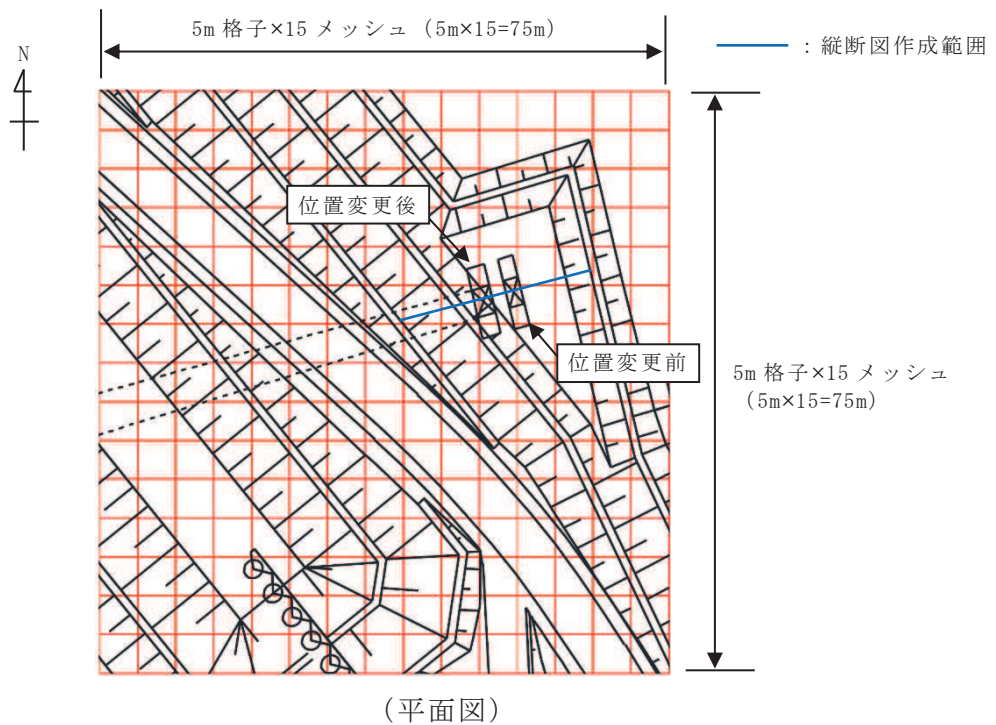 5m 格子×15 メッシュ（5m×15=75m）
：縦断図作成範囲
N
位置変更後
位置変更前
5m 格子×15 メッシュ
（5m×15=75m）
（平面図）